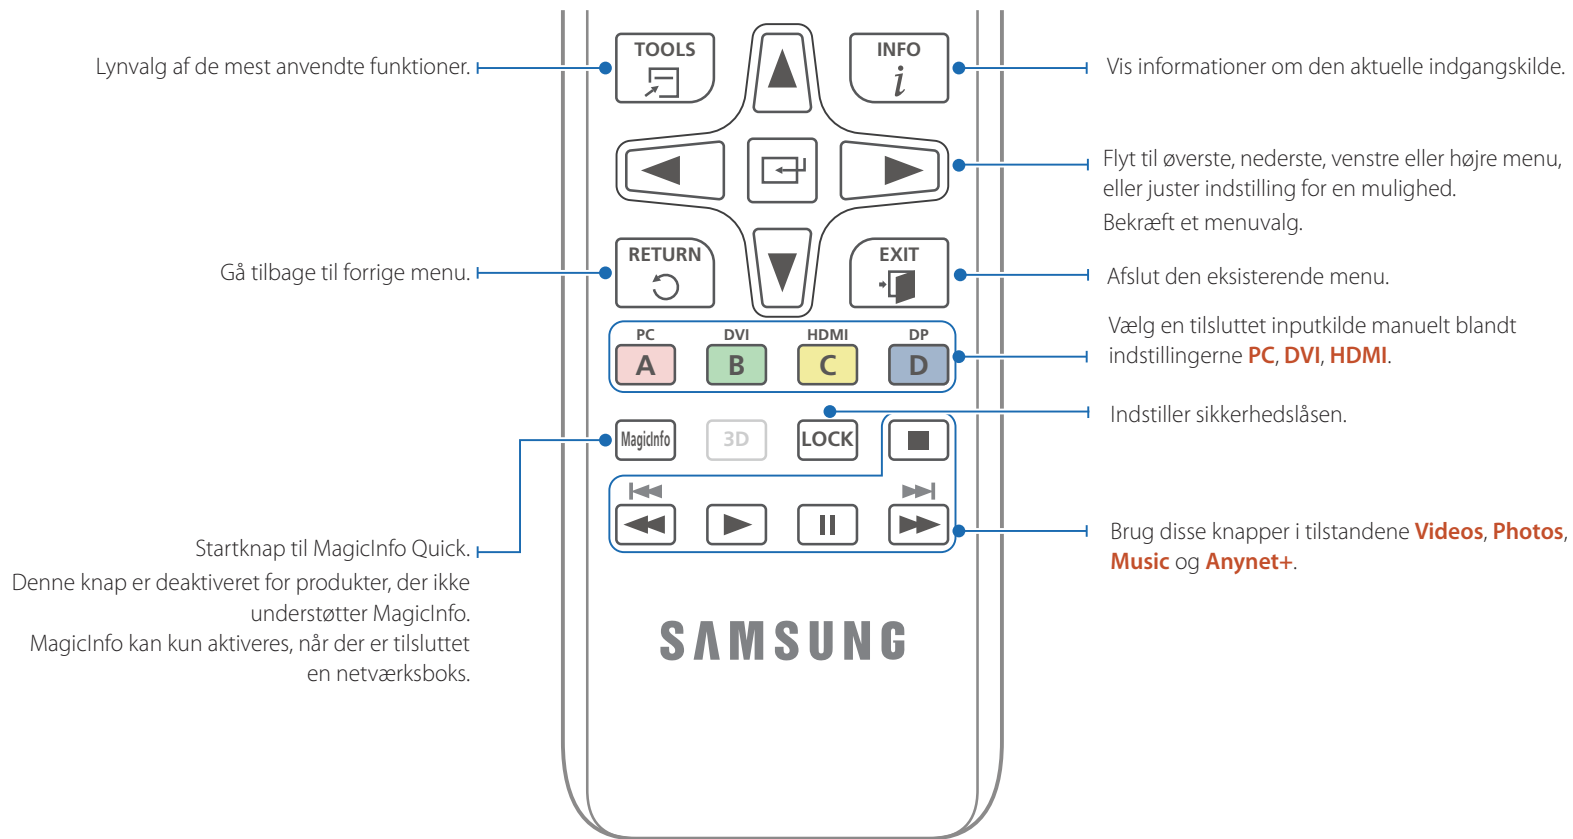 TOOLS
INFO
i
Lynvalg af de mest anvendte funktioner.
Vis informationer om den aktuelle indgangskilde.
Flyt til øverste, nederste, venstre eller højre menu,
eller juster indstilling for en mulighed.
Bekræft et menuvalg.
RETURN
EXIT
Gå tilbage til forrige menu.
Afslut den eksisterende menu.
PC DVI HDMI DP
A B C D
Vælg en tilsluttet inputkilde manuelt blandt
indstillingerne PC, DVI, HDMI.
Indstiller sikkerhedslåsen.
MagicInfo 3D LOCK
Startknap til MagicInfo Quick.
Denne knap er deaktiveret for produkter, der ikke
understøtter MagicInfo.
MagicInfo kan kun aktiveres, når der er tilsluttet
en netværksboks.
Brug disse knapper i tilstandene Videos, Photos,
Music og Anynet+.
SAMSUNG